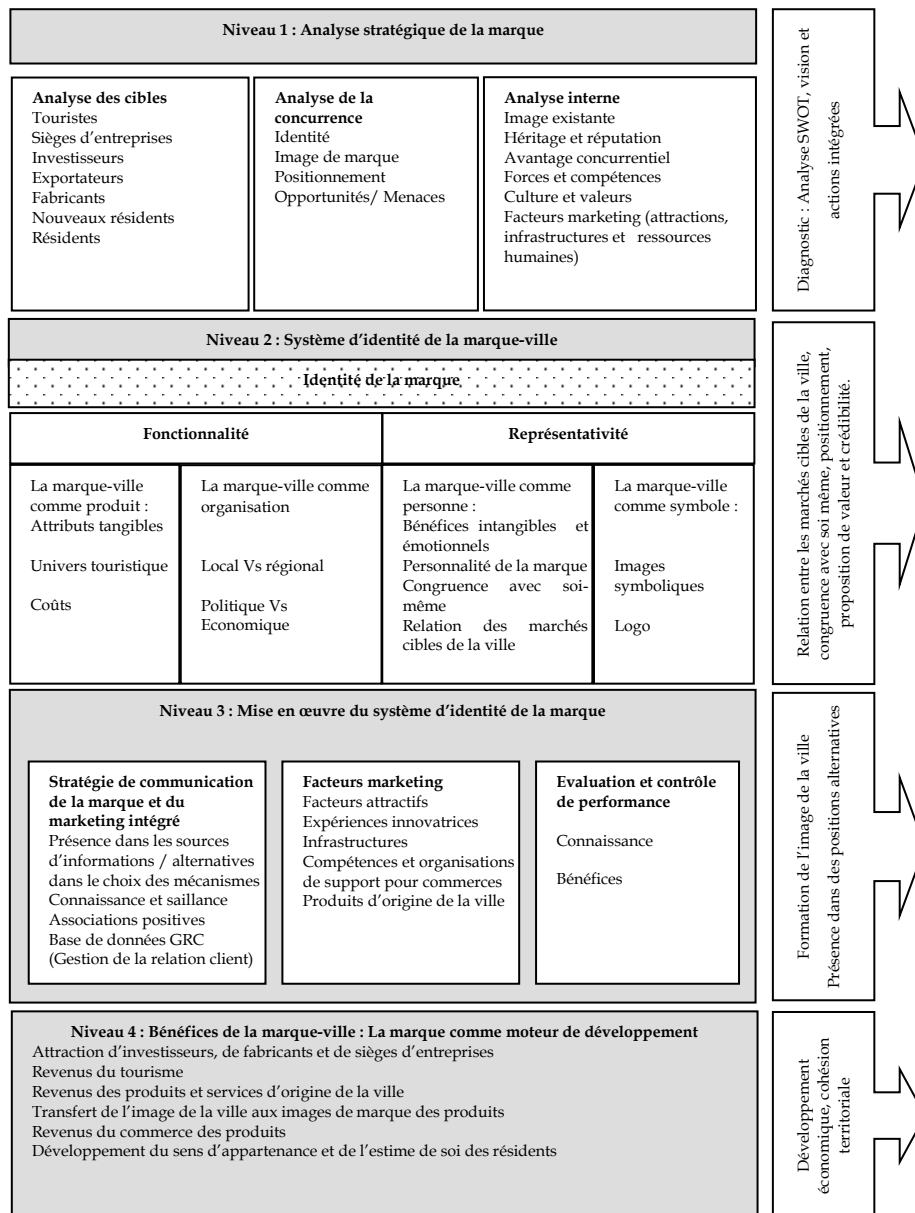 Niveau 1 : Analyse stratégique de la marque
Analyse des cibles
Touristes
Sièges d'entreprises
Investisseurs
Exportateurs
Fabricants
Nouveaux résidents
Résidents
Analyse de la
concurrence
Identité
Image de marque
Positionnement
Opportunités/ Menaces
Analyse interne
Image existante
Héritage et réputation
Avantage concurrentiel
Forces et compétences
Culture et valeurs
Facteurs marketing (attractions,
infrastructures et ressources
humaines)
Diagnostic : Analyse SWOT, vision et
actions intégrées
Niveau 2 : Système d'identité de la marque-ville
Identité de la marque
Fonctionnalité
Représentativité
La marque-ville
comme produit :
Attributs tangibles
Univers touristique
Coûts
La marque-ville comme
organisation
Local Vs régional
Politique Vs
Economique
La marque-ville comme
personne :
Bénéfices intangibles et
émotionnels
Personnalité de la marque
Congruence avec soi-
même
Relation des marchés
cibles de la ville
La marque-ville
comme symbole :
Images
symboliques
Logo
Relation entre les marchés cibles de la ville,
congruence avec soi même, positionnement,
proposition de valeur et crédibilité.
Niveau 3 : Mise en œuvre du système d'identité de la marque
Stratégie de communication
de la marque et du
marketing intégré
Présence dans les sources
d'informations / alternatives
dans le choix des mécanismes
Connaissance et saillance
Associations positives
Base de données GRC
(Gestion de la relation client)
Facteurs marketing
Facteurs attractifs
Expériences innovatrices
Infrastructures
Compétences et organisations
de support pour commerces
Produits d'origine de la ville
Evaluation et contrôle
de performance
Connaissance
Bénéfices
Formation de l'image de la ville
Présence dans des positions alternatives
Niveau 4 : Bénéfices de la marque-ville : La marque comme moteur de développement
Attraction d'investisseurs, de fabricants et de sièges d'entreprises
Revenus du tourisme
Revenus des produits et services d'origine de la ville
Transfert de l'image de la ville aux images de marque des produits
Revenus du commerce des produits
Développement du sens d'appartenance et de l'estime de soi des résidents
Développement
économique, cohésion
territoriale